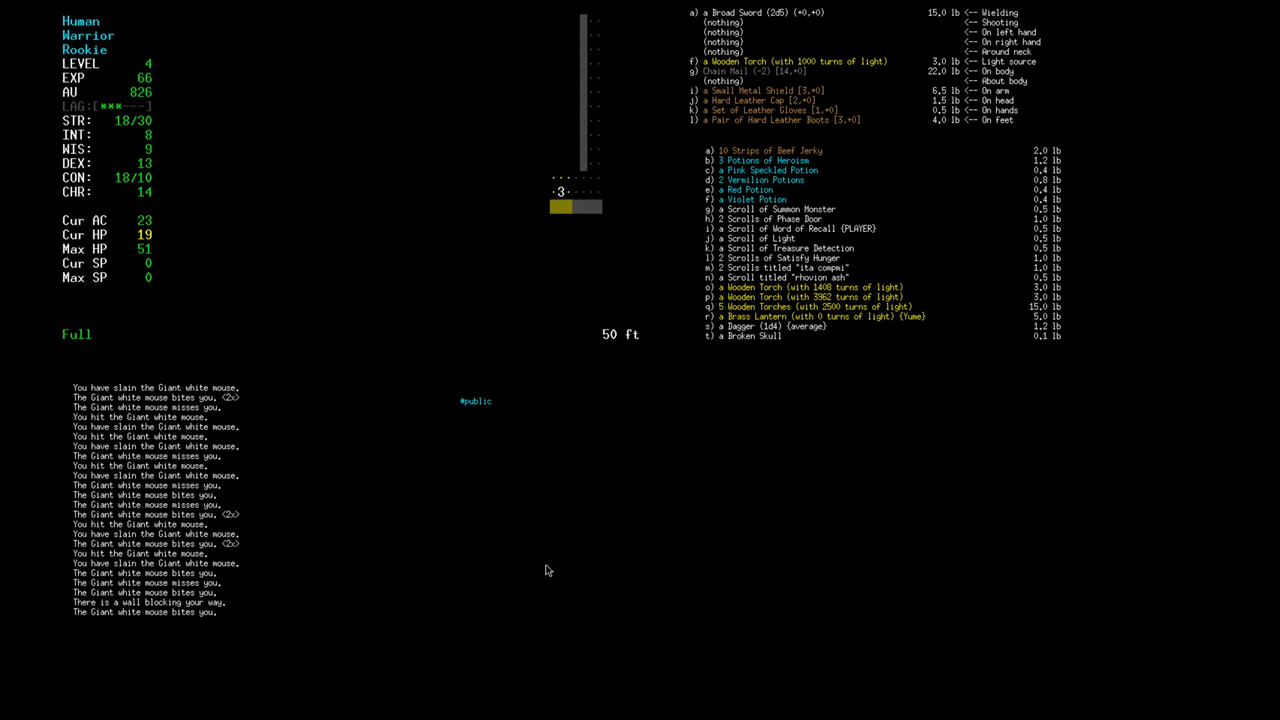 Human
Warrior
Rookie
LEVEL 4
EXP 66
AU 826
LAG:[***---]
STR: 18/30
INT: 8
WIS: 9
DEX: 13
CON: 18/10
CHR: 14
Cur AC 23
Cur HP 19
Max HP 51
Cur SP 0
Max SP 0
Full
50 ft
3
a) a Broad Sword (2d5) (+0,+0) 15.0 lb <-- Wielding
(nothing) <-- Shooting
(nothing) <-- On left hand
(nothing) <-- On right hand
(nothing) <-- Around neck
f) a Wooden Torch (with 1000 turns of light) 3.0 lb <-- Light source
g) Chain Mail (-2) [14,+0] 22.0 lb <-- On body
(nothing) <-- About body
i) a Small Metal Shield [3,+0] 6.5 lb <-- On arm
j) a Hard Leather Cap [2,+0] 1.5 lb <-- On head
k) a Set of Leather Gloves [1,+0] 0.5 lb <-- On hands
l) a Pair of Hard Leather Boots [3,+0] 4.0 lb <-- On feet
a) 10 Strips of Beef Jerky 2.0 lb
b) 3 Potions of Heroism 1.2 lb
c) a Pink Speckled Potion 0.4 lb
d) 2 Vermilion Potions 0.8 lb
e) a Red Potion 0.4 lb
f) a Violet Potion 0.4 lb
g) a Scroll of Summon Monster 0.5 lb
h) 2 Scrolls of Phase Door 1.0 lb
i) a Scroll of Word of Recall {PLAYER} 0.5 lb
j) a Scroll of Light 0.5 lb
k) a Scroll of Treasure Detection 0.5 lb
l) 2 Scrolls of Satisfy Hunger 1.0 lb
m) 2 Scrolls titled "ita compmi" 1.0 lb
n) a Scroll titled "rhovion ash" 0.5 lb
o) a Wooden Torch (with 1408 turns of light) 3.0 lb
p) a Wooden Torch (with 3962 turns of light) 3.0 lb
q) 5 Wooden Torches (with 2500 turns of light) 15.0 lb
r) a Brass Lantern (with 0 turns of light) {Yume} 5.0 lb
s) a Dagger (1d4) {average} 1.2 lb
t) a Broken Skull 0.1 lb
You have slain the Giant white mouse.
The Giant white mouse bites you. <2x>
The Giant white mouse misses you.
You hit the Giant white mouse.
You have slain the Giant white mouse.
You hit the Giant white mouse.
You have slain the Giant white mouse.
The Giant white mouse misses you.
You hit the Giant white mouse.
You have slain the Giant white mouse.
The Giant white mouse misses you.
The Giant white mouse bites you.
The Giant white mouse misses you.
The Giant white mouse bites you. <2x>
You hit the Giant white mouse.
You have slain the Giant white mouse.
The Giant white mouse bites you. <2x>
You hit the Giant white mouse.
You have slain the Giant white mouse.
The Giant white mouse bites you.
The Giant white mouse misses you.
The Giant white mouse bites you.
There is a wall blocking your way.
The Giant white mouse bites you.
#public